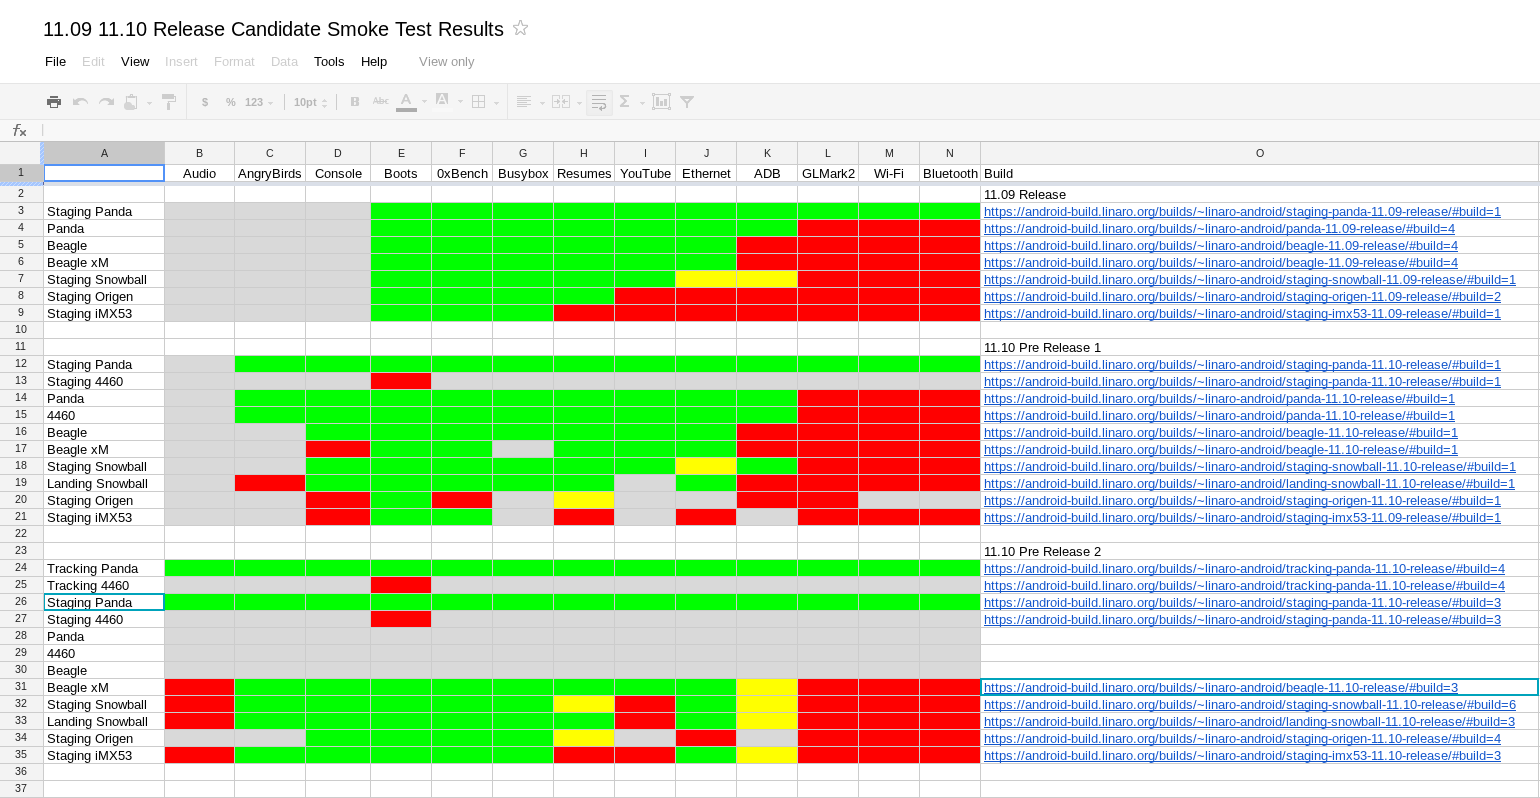 11.09 11.10 Release Candidate Smoke Test Results
File Edit View Insert Format Data Tools Help View only
$ % 123 10pt B Abc A A Σ
fx
A B C D E F G H I J K L M N O
1 Audio AngryBirds Console Boots 0xBench Busybox Resumes YouTube Ethernet ADB GLMark2 Wi-Fi Bluetooth Build
2 11.09 Release
3 Staging Panda https://android-build.linaro.org/builds/~linaro-android/staging-panda-11.09-release/#build=1
4 Panda https://android-build.linaro.org/builds/~linaro-android/panda-11.09-release/#build=4
5 Beagle https://android-build.linaro.org/builds/~linaro-android/beagle-11.09-release/#build=4
6 Beagle xM https://android-build.linaro.org/builds/~linaro-android/beagle-11.09-release/#build=4
7 Staging Snowball https://android-build.linaro.org/builds/~linaro-android/staging-snowball-11.09-release/#build=1
8 Staging Origen https://android-build.linaro.org/builds/~linaro-android/staging-origen-11.09-release/#build=2
9 Staging iMX53 https://android-build.linaro.org/builds/~linaro-android/staging-imx53-11.09-release/#build=1
10
11 11.10 Pre Release 1
12 Staging Panda https://android-build.linaro.org/builds/~linaro-android/staging-panda-11.10-release/#build=1
13 Staging 4460 https://android-build.linaro.org/builds/~linaro-android/staging-panda-11.10-release/#build=1
14 Panda https://android-build.linaro.org/builds/~linaro-android/panda-11.10-release/#build=1
15 4460 https://android-build.linaro.org/builds/~linaro-android/panda-11.10-release/#build=1
16 Beagle https://android-build.linaro.org/builds/~linaro-android/beagle-11.10-release/#build=1
17 Beagle xM https://android-build.linaro.org/builds/~linaro-android/beagle-11.10-release/#build=1
18 Staging Snowball https://android-build.linaro.org/builds/~linaro-android/staging-snowball-11.10-release/#build=1
19 Landing Snowball https://android-build.linaro.org/builds/~linaro-android/landing-snowball-11.10-release/#build=1
20 Staging Origen https://android-build.linaro.org/builds/~linaro-android/staging-origen-11.10-release/#build=1
21 Staging iMX53 https://android-build.linaro.org/builds/~linaro-android/staging-imx53-11.09-release/#build=1
22
23 11.10 Pre Release 2
24 Tracking Panda https://android-build.linaro.org/builds/~linaro-android/tracking-panda-11.10-release/#build=4
25 Tracking 4460 https://android-build.linaro.org/builds/~linaro-android/tracking-panda-11.10-release/#build=4
26 Staging Panda https://android-build.linaro.org/builds/~linaro-android/staging-panda-11.10-release/#build=3
27 Staging 4460 https://android-build.linaro.org/builds/~linaro-android/staging-panda-11.10-release/#build=3
28 Panda
29 4460
30 Beagle
31 Beagle xM https://android-build.linaro.org/builds/~linaro-android/beagle-11.10-release/#build=3
32 Staging Snowball https://android-build.linaro.org/builds/~linaro-android/staging-snowball-11.10-release/#build=6
33 Landing Snowball https://android-build.linaro.org/builds/~linaro-android/landing-snowball-11.10-release/#build=3
34 Staging Origen https://android-build.linaro.org/builds/~linaro-android/staging-origen-11.10-release/#build=4
35 Staging iMX53 https://android-build.linaro.org/builds/~linaro-android/staging-imx53-11.10-release/#build=3
36
37